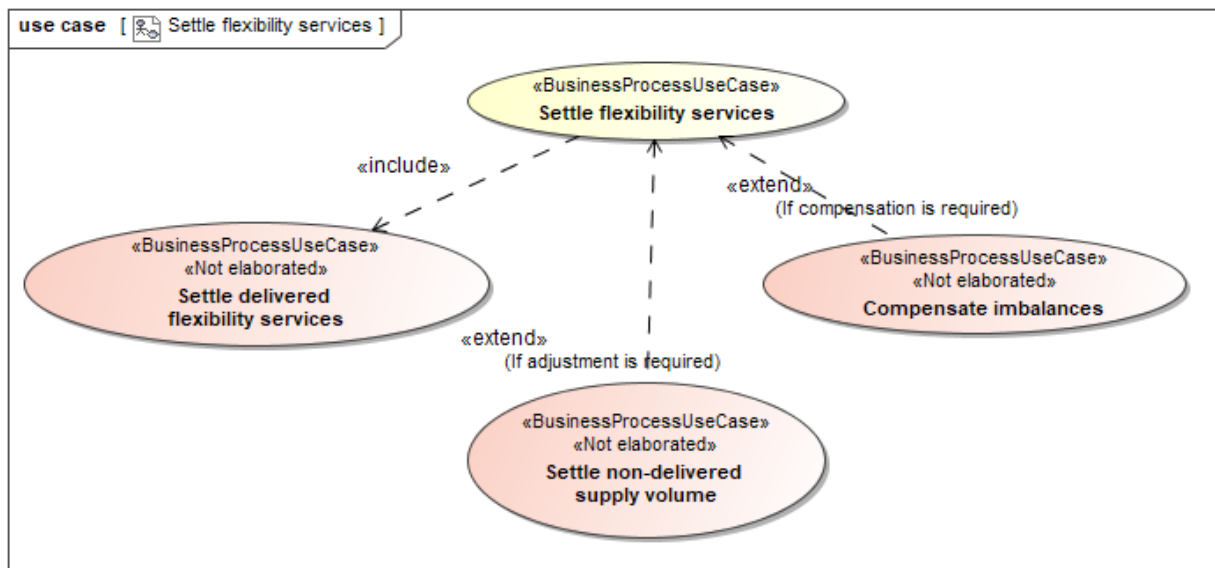 use case [ Settle flexibility services ]
«BusinessProcessUseCase»
Settle flexibility services
«include»
«extend»
(If compensation is required)
«BusinessProcessUseCase»
«Not elaborated»
Settle delivered
flexibility services
«BusinessProcessUseCase»
«Not elaborated»
Compensate imbalances
«extend»
(If adjustment is required)
«BusinessProcessUseCase»
«Not elaborated»
Settle non-delivered
supply volume